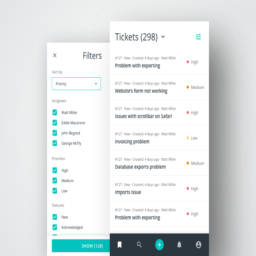 Filters
Sort by
Priority
Assignees
Matt Miller
Eddie Macaroon
John Begood
George McFly
Priorities
High
Medium
Low
Statuses
New
Acknowledged
SHOW (128)
Tickets (298)
#127 · New · Created 4 days ago · Matt Miller
Problem with exporting
High
#127 · New · Created 4 days ago · Matt Miller
Website's form not working
Medium
#127 · New · Created 4 days ago · Matt Miller
Issues with scrollbar on Safari
High
#127 · New · Created 4 days ago · Matt Miller
Invoicing problem
Low
#127 · New · Created 4 days ago · Matt Miller
Database exports problem
Medium
#127 · New · Created 4 days ago · Matt Miller
Imports issue
High
#127 · New · Created 4 days ago · Matt Miller
Problem with exporting
High